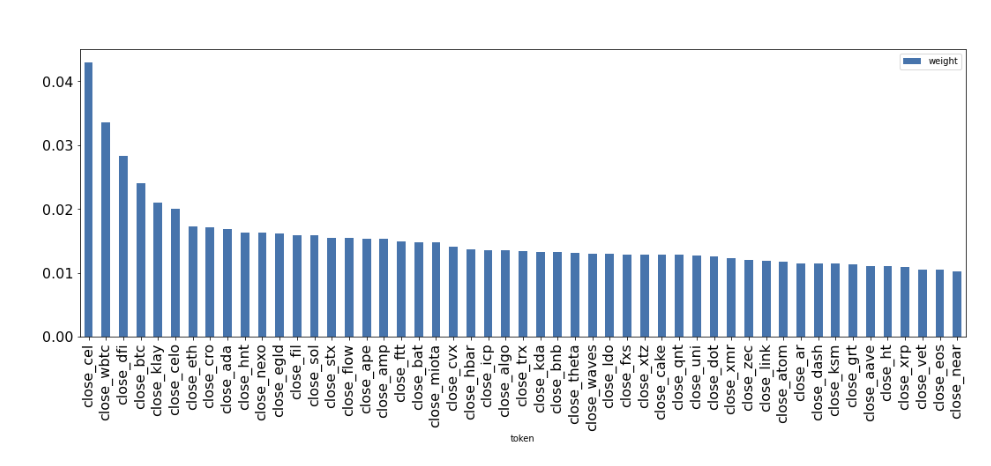 weight
0.04
0.03
0.02
0.01
0.00
close_cel
close_wbtc
close_dfi
close_btc
close_klay
close_celo
close_eth
close_cro
close_ada
close_hnt
close_nexo
close_egld
close_fil
close_sol
close_stx
close_flow
close_ape
close_amp
close_ftt
close_bat
close_miota
close_cvx
close_hbar
close_icp
close_algo
close_trx
close_kda
close_bnb
close_theta
close_waves
close_ldo
close_fxs
close_xtz
close_cake
close_qnt
close_uni
close_dot
close_xmr
close_zec
close_link
close_atom
close_ar
close_dash
close_ksm
close_grt
close_aave
close_ht
close_xrp
close_vet
close_eos
close_near
token